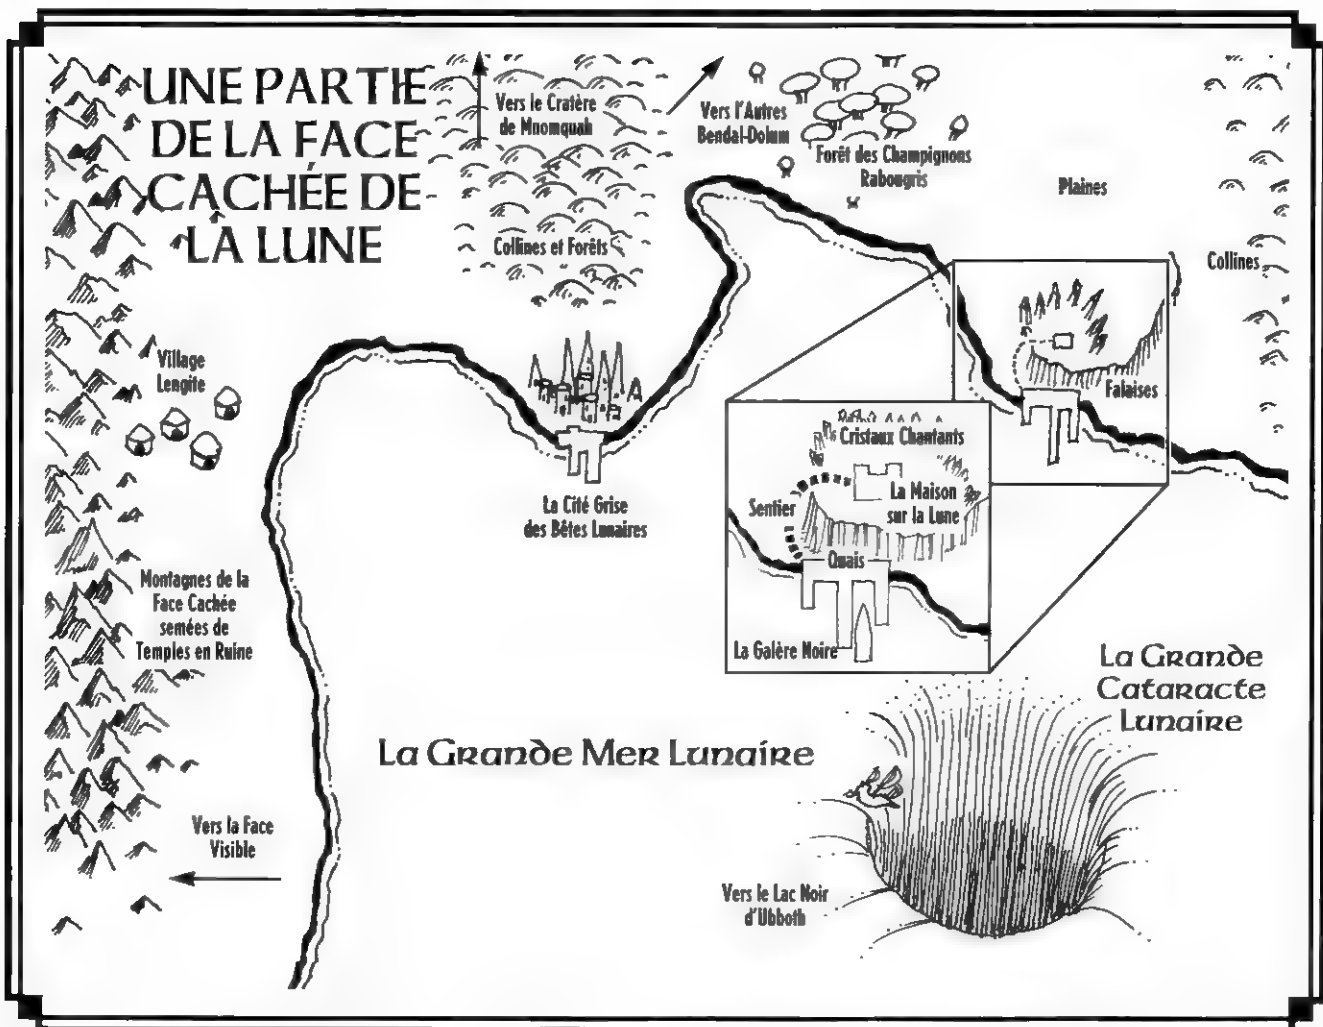 UNE PARTIE
DE LA FACE
CACHÉE DE
LA LUNE
Vers le Cratère
de Mnomquah
Vers l'Autres
Bendal-Dolum
Forêt des Champignons
Rabougris
Plaines
Collines et Forêts
Collines
Village
Lengite
Falaises
Cristaux Chantants
La Maison
sur la Lune
Sentier
Quais
La Galère Noire
La Cité Grise
des Bêtes Lunaires
Montagnes de la
Face Cachée
semées de
Temples en Ruine
La Grande
Cataracte
Lunaire
La Grande Mer Lunaire
Vers la Face
Visible
Vers le Lac Noir
d'Ubboth